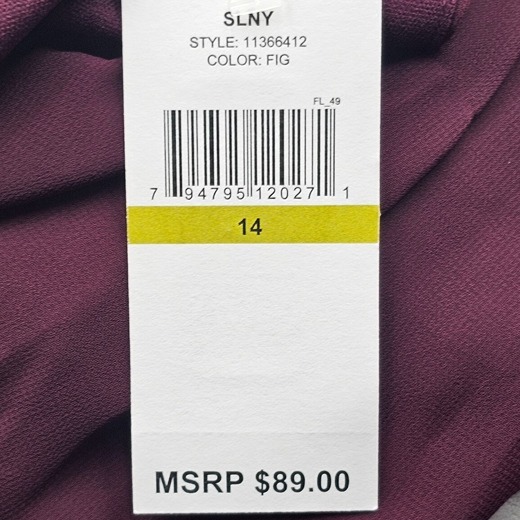 SLNY
STYLE: 11366412
COLOR: FIG
FL_49
7 94795 12027 1
14
MSRP $89.00